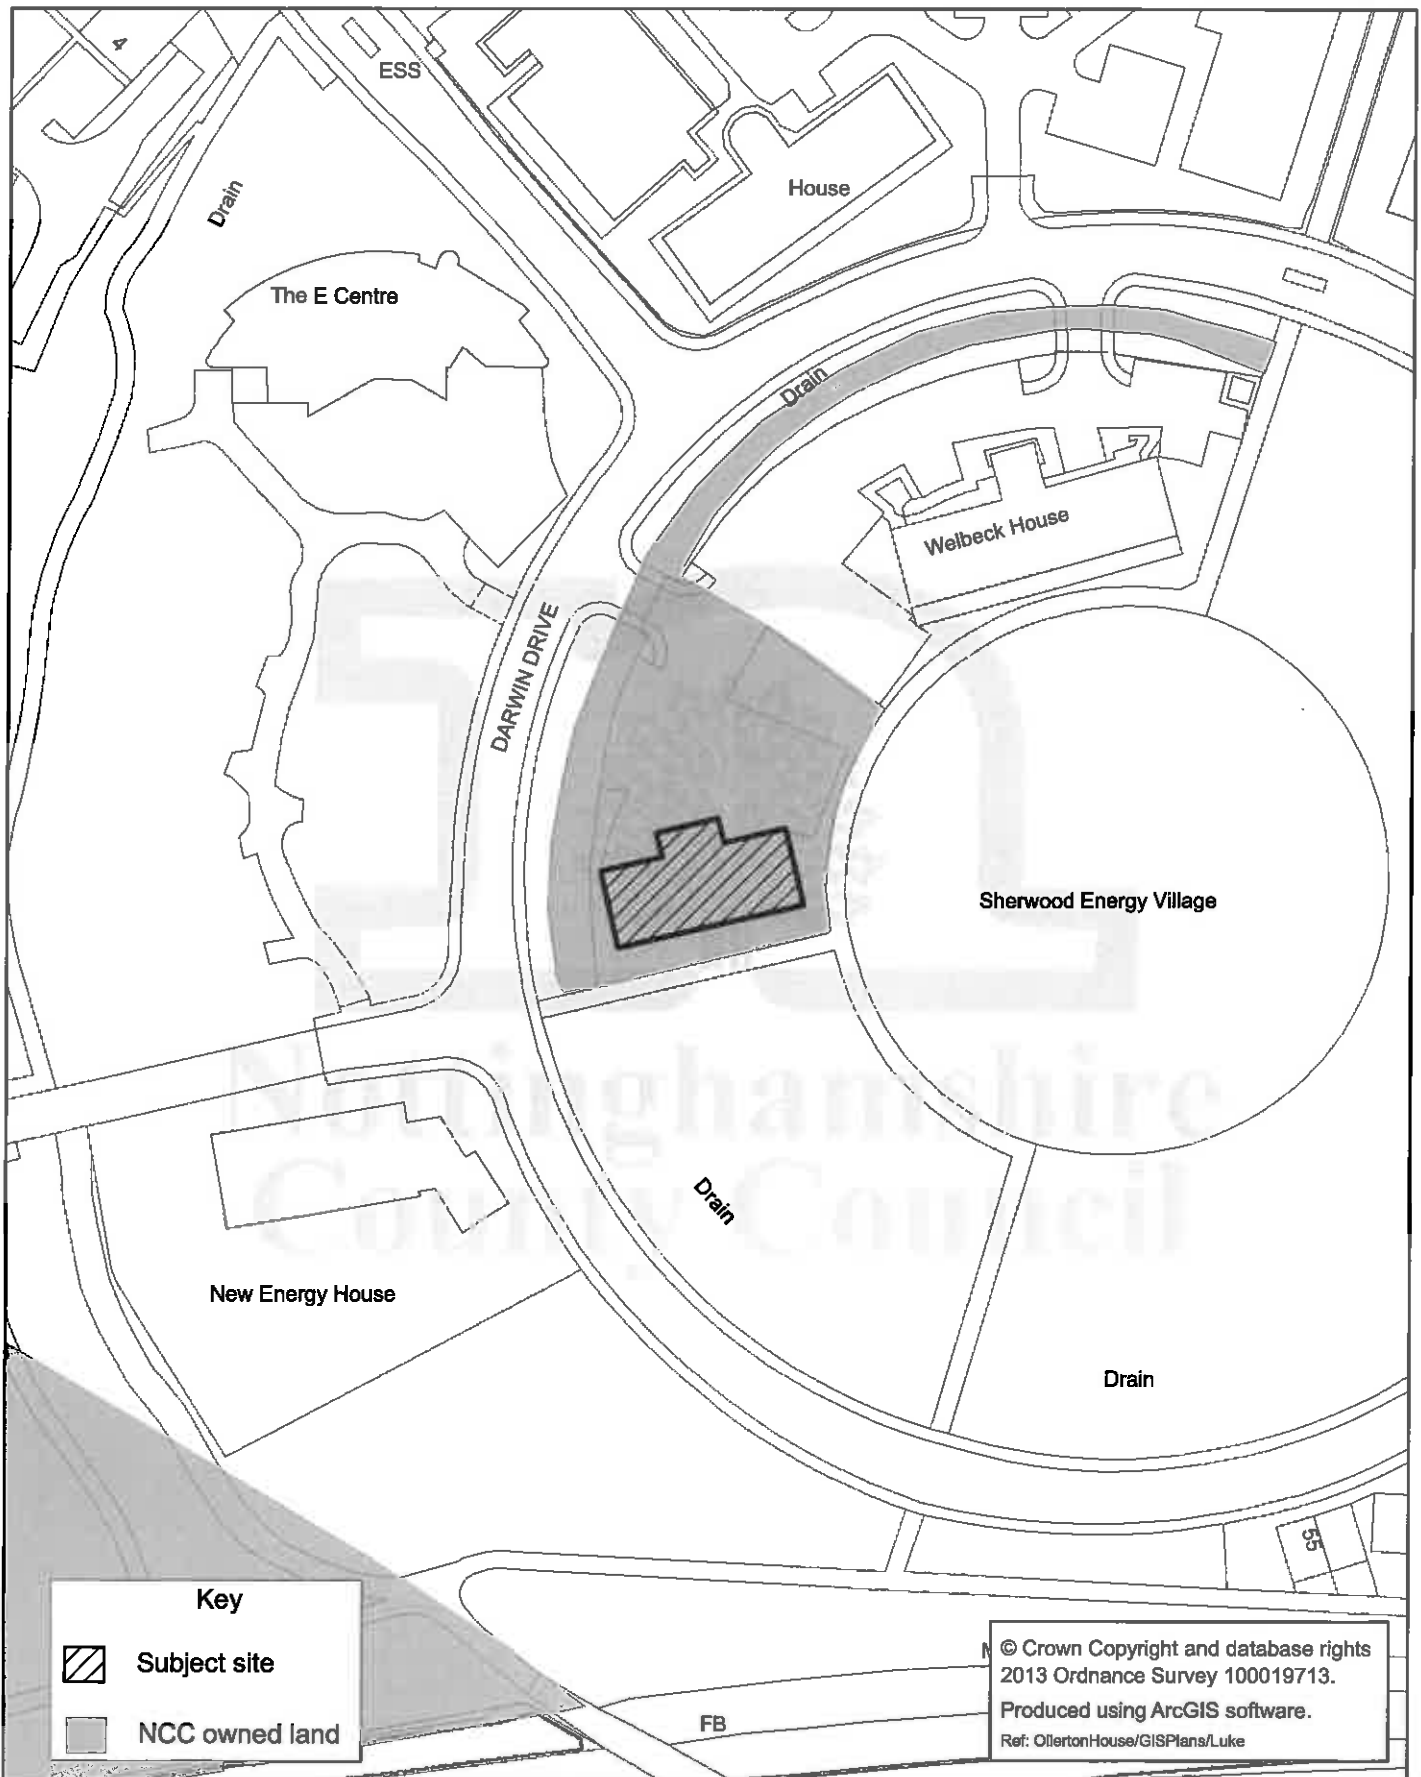 4
ESS
Drain
House
The E Centre
Drain
Welbeck House
DARWIN DRIVE
Sherwood Energy Village
Nottinghamshire
County Council
Drain
New Energy House
Drain
55
Key
Subject site
NCC owned land
FB
© Crown Copyright and database rights
2013 Ordnance Survey 100019713.
Produced using ArcGIS software.
Ref: OllertonHouse/GISPlans/Luke